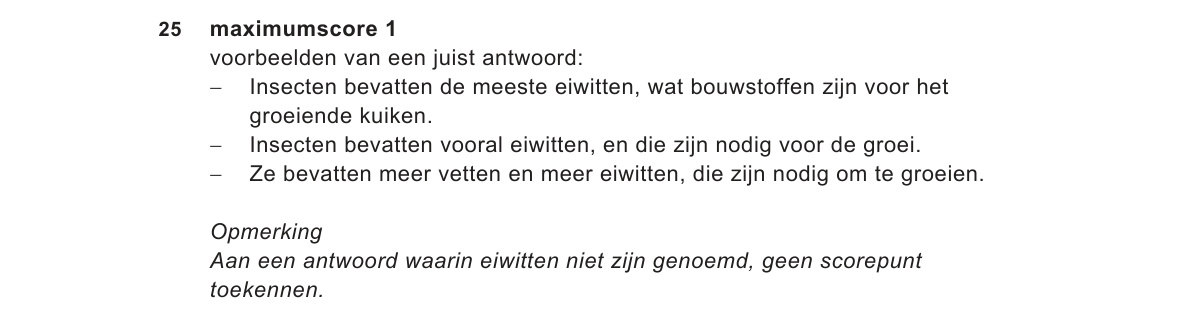 25 maximumscore 1
voorbeelden van een juist antwoord:
− Insecten bevatten de meeste eiwitten, wat bouwstoffen zijn voor het
groeiende kuiken.
− Insecten bevatten vooral eiwitten, en die zijn nodig voor de groei.
− Ze bevatten meer vetten en meer eiwitten, die zijn nodig om te groeien.
Opmerking
Aan een antwoord waarin eiwitten niet zijn genoemd, geen scorepunt
toekennen.